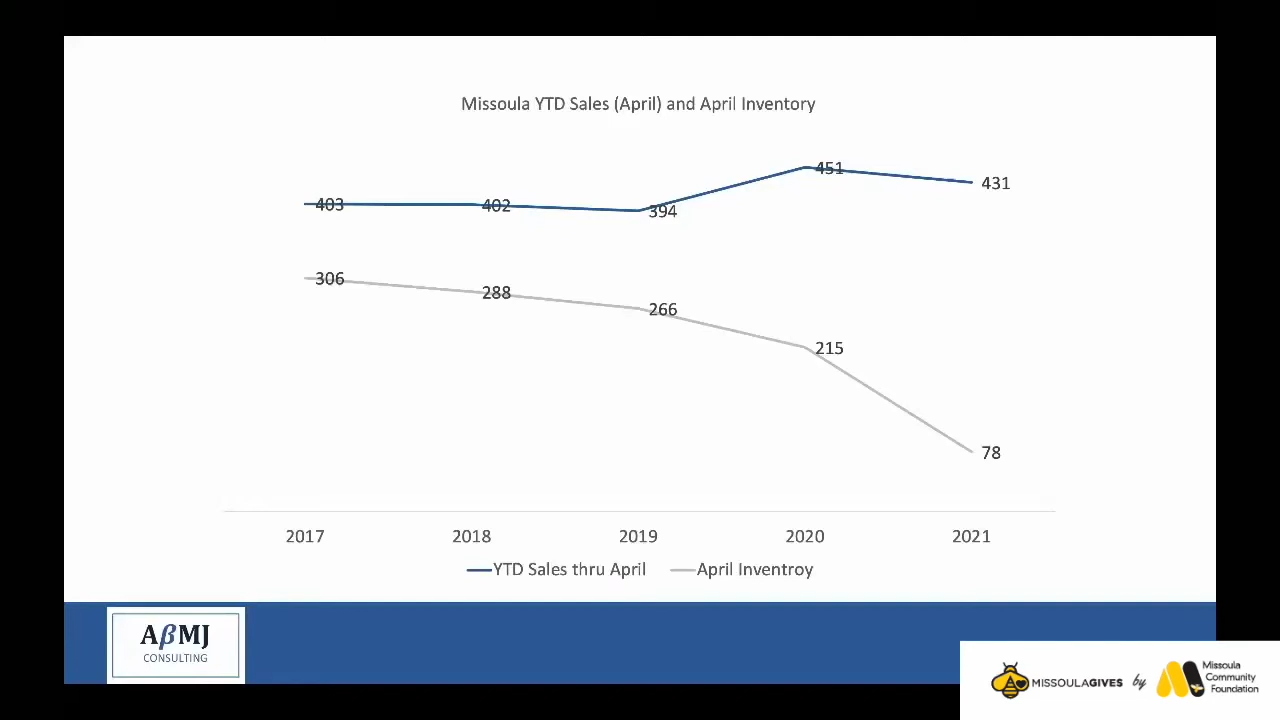 Missoula YTD Sales (April) and April Inventory
451
431
403
402
394
306
288
266
215
78
2017 2018 2019 2020 2021
YTD Sales thru April April Inventroy
AβMJ
CONSULTING
MISSOULAGIVES by Missoula
Community
Foundation